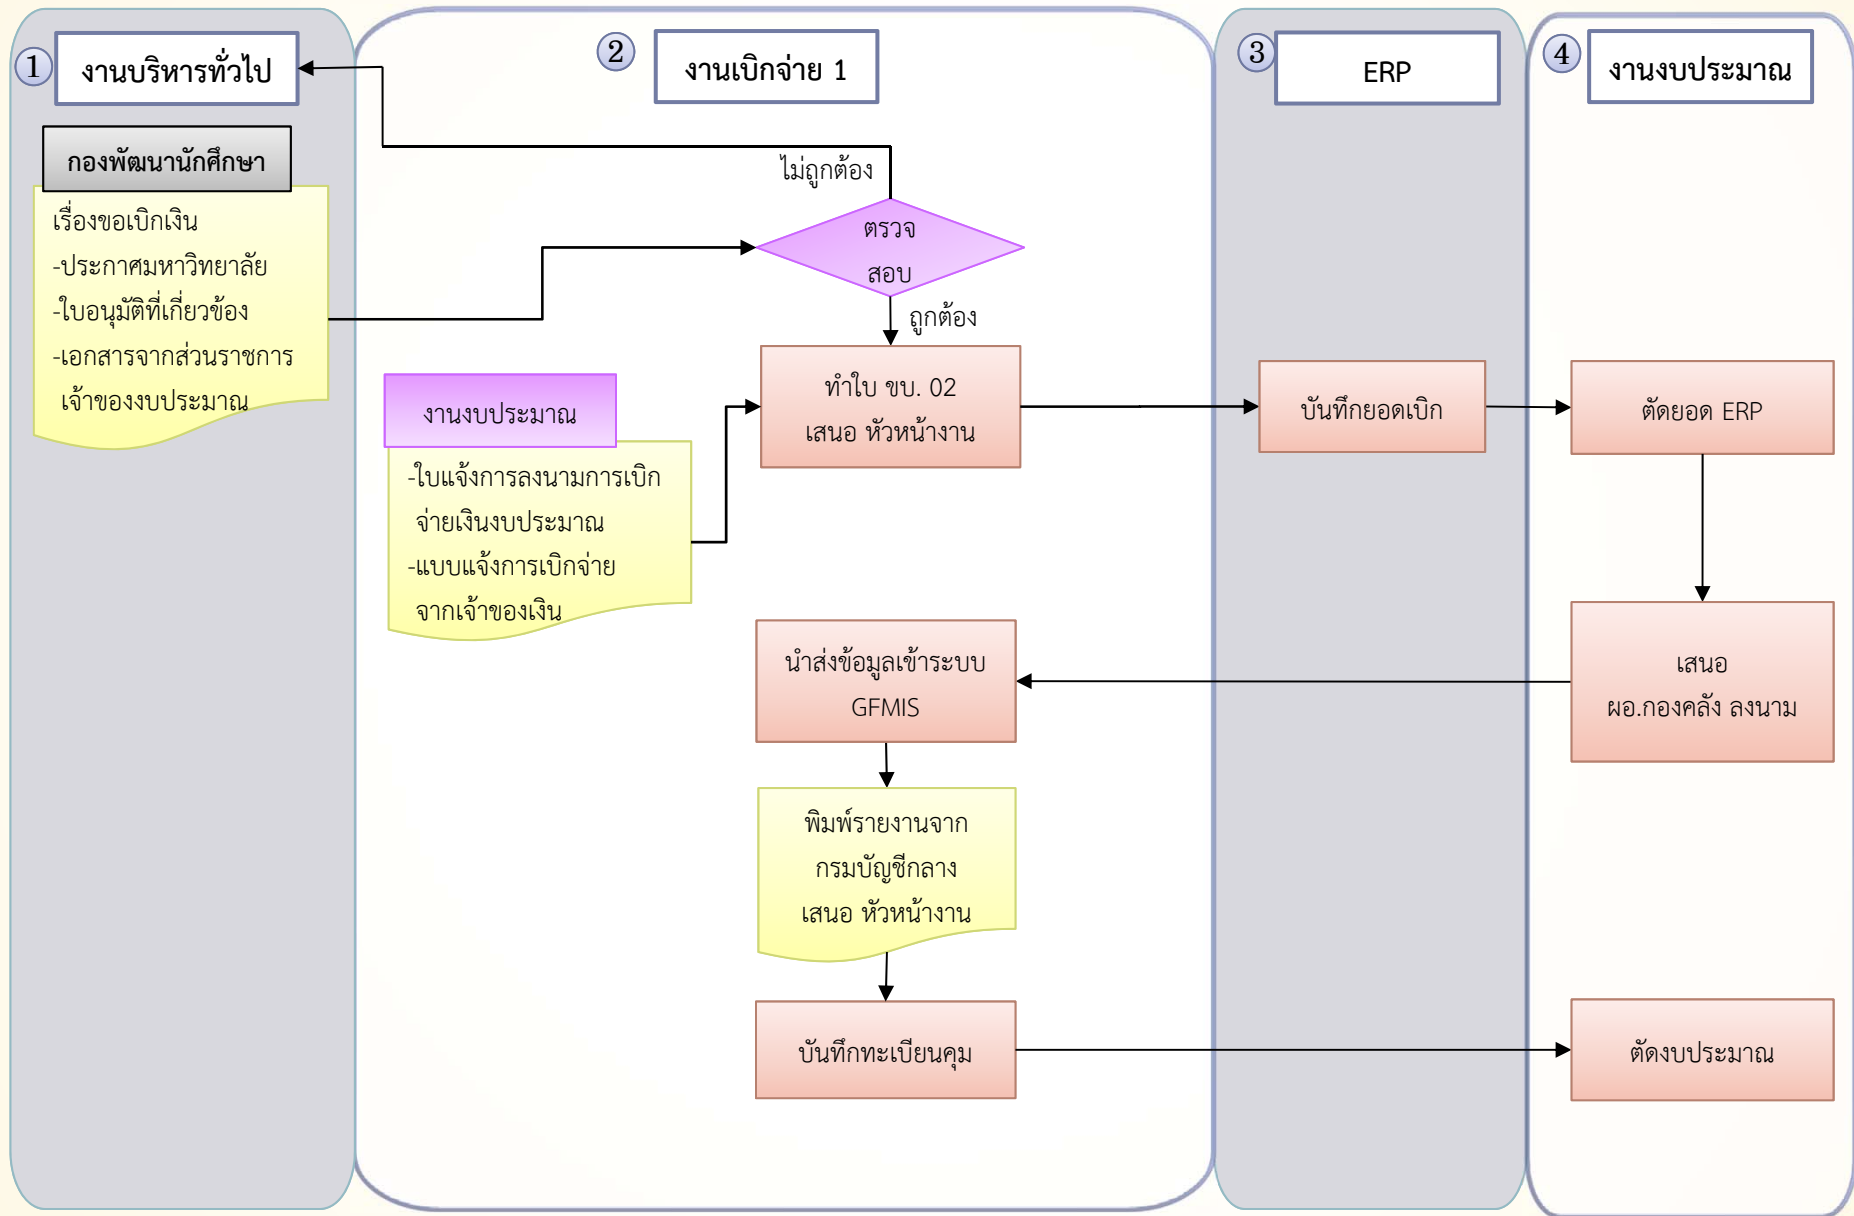 1
งานบริหารทั่วไป
กองพัฒนานักศึกษา
เรื่องขอเบิกเงิน
-ประกาศมหาวิทยาลัย
-ใบอนุมัติที่เกี่ยวข้อง
-เอกสารจากส่วนราชการ
เจ้าของงบประมาณ
2
งานเบิกจ่าย 1
ไม่ถูกต้อง
ตรวจ
สอบ
ถูกต้อง
งานงบประมาณ
-ใบแจ้งการลงนามการเบิก
จ่ายเงินงบประมาณ
-แบบแจ้งการเบิกจ่าย
จากเจ้าของเงิน
ทำใบ ขบ. 02
เสนอ หัวหน้างาน
นำส่งข้อมูลเข้าระบบ
GFMIS
พิมพ์รายงานจาก
กรมบัญชีกลาง
เสนอ หัวหน้างาน
บันทึกทะเบียนคุม
3
ERP
บันทึกยอดเบิก
4
งานงบประมาณ
ตัดยอด ERP
เสนอ
ผอ.กองคลัง ลงนาม
ตัดงบประมาณ